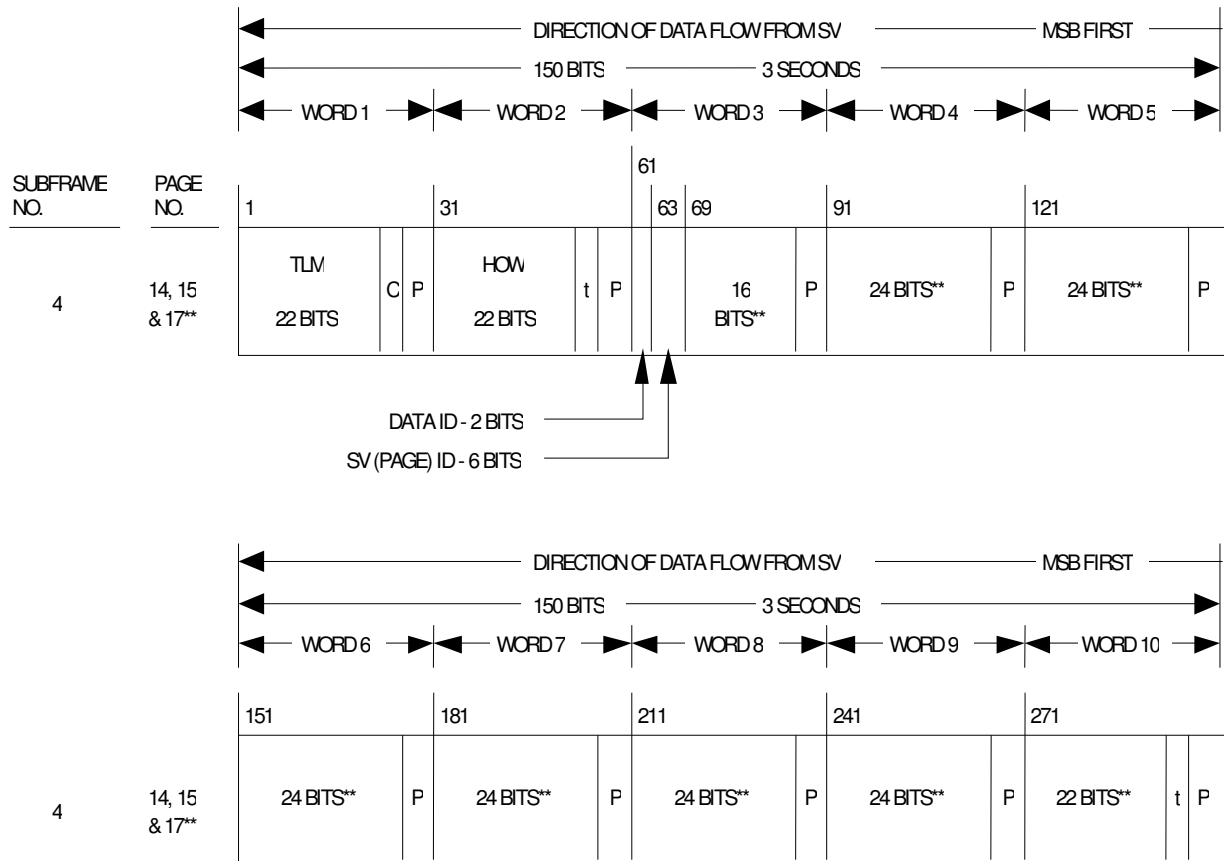 DIRECTION OF DATA FLOW FROM SV MSB FIRST
150 BITS 3 SECONDS
WORD 1 WORD 2 WORD 3 WORD 4 WORD 5
61
SUBFRAME PAGE
NO. NO. 1 31 63 69 91 121
TLM HOW
4 14, 15 C P t P 16 P 24 BITS** P 24 BITS** P
& 17** 22 BITS 22 BITS BITS**
DATA ID - 2 BITS
SV (PAGE) ID - 6 BITS
DIRECTION OF DATA FLOW FROM SV MSB FIRST
150 BITS 3 SECONDS
WORD 6 WORD 7 WORD 8 WORD 9 WORD 10
151 181 211 241 271
4 14, 15 24 BITS** P 24 BITS** P 24 BITS** P 24 BITS** P 22 BITS** t P
& 17**